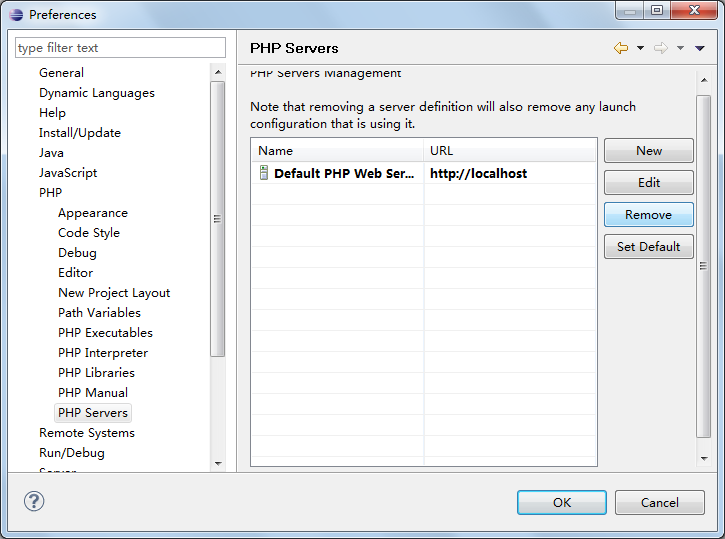 Preferences
type filter text
General
Dynamic Languages
Help
Install/Update
Java
JavaScript
PHP
Appearance
Code Style
Debug
Editor
New Project Layout
Path Variables
PHP Executables
PHP Interpreter
PHP Libraries
PHP Manual
PHP Servers
Remote Systems
Run/Debug
Server
PHP Servers
PHP Servers Management
Note that removing a server definition will also remove any launch
configuration that is using it.
Name URL
Default PHP Web Ser... http://localhost
New
Edit
Remove
Set Default
OK Cancel